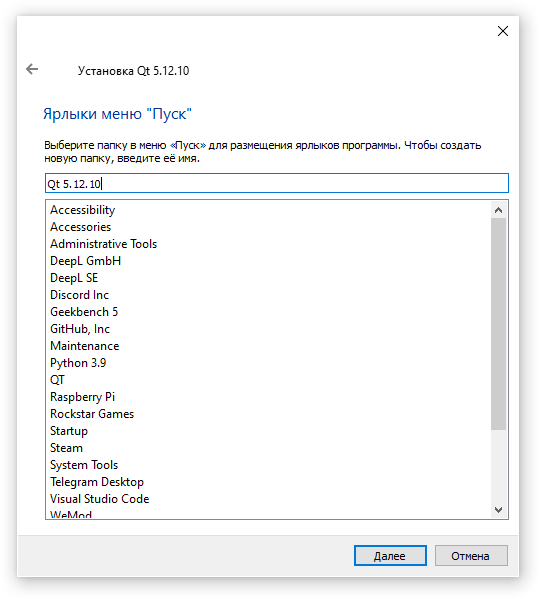 Установка Qt 5.12.10
Ярлыки меню "Пуск"
Выберите папку в меню «Пуск» для размещения ярлыков программы. Чтобы создать
новую папку, введите её имя.
Qt 5.12.10
Accessibility
Accessories
Administrative Tools
DeepL GmbH
DeepL SE
Discord Inc
Geekbench 5
GitHub, Inc
Maintenance
Python 3.9
QT
Raspberry Pi
Rockstar Games
Startup
Steam
System Tools
Telegram Desktop
Visual Studio Code
WeMod
Далее
Отмена